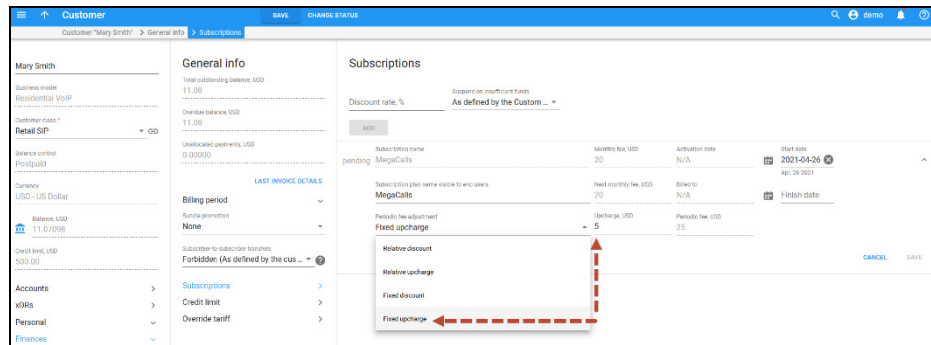 Customer
SAVE
CHANGE STATUS
demo
Customer "Mary Smith" > General info > Subscriptions
Mary Smith
Business model
Residential VoIP
Customer class *
Retail SIP
Balance control
Postpaid
Currency
USD - US Dollar
Balance, USD
11.07098
Credit limit, USD
500.00
Accounts
xDRs
Personal
Finances
General info
Total outstanding balance, USD
11.08
Overdue balance, USD
11.08
Unallocated payments, USD
0.00000
LAST INVOICE DETAILS
Billing period
Bundle promotion
None
Subscriber-to-subscriber transfers
Forbidden (As defined by the cus ...
Subscriptions
Credit limit
Override tariff
Subscriptions
Discount rate, %
Suspend on insufficient funds
As defined by the Custom ...
ADD
Subscription name
Monthly fee, USD
Activation date
Start date
pending MegaCalls
20
N/A
2021-04-26
Apr. 26 2021
Subscription plan name visible to end users
Next monthly fee, USD
Billed to
MegaCalls
20
N/A
Finish date
Periodic fee adjustment
Upcharge, USD
Periodic fee, USD
Fixed upcharge
5
25
Relative discount
Relative upcharge
Fixed discount
Fixed upcharge
CANCEL
SAVE